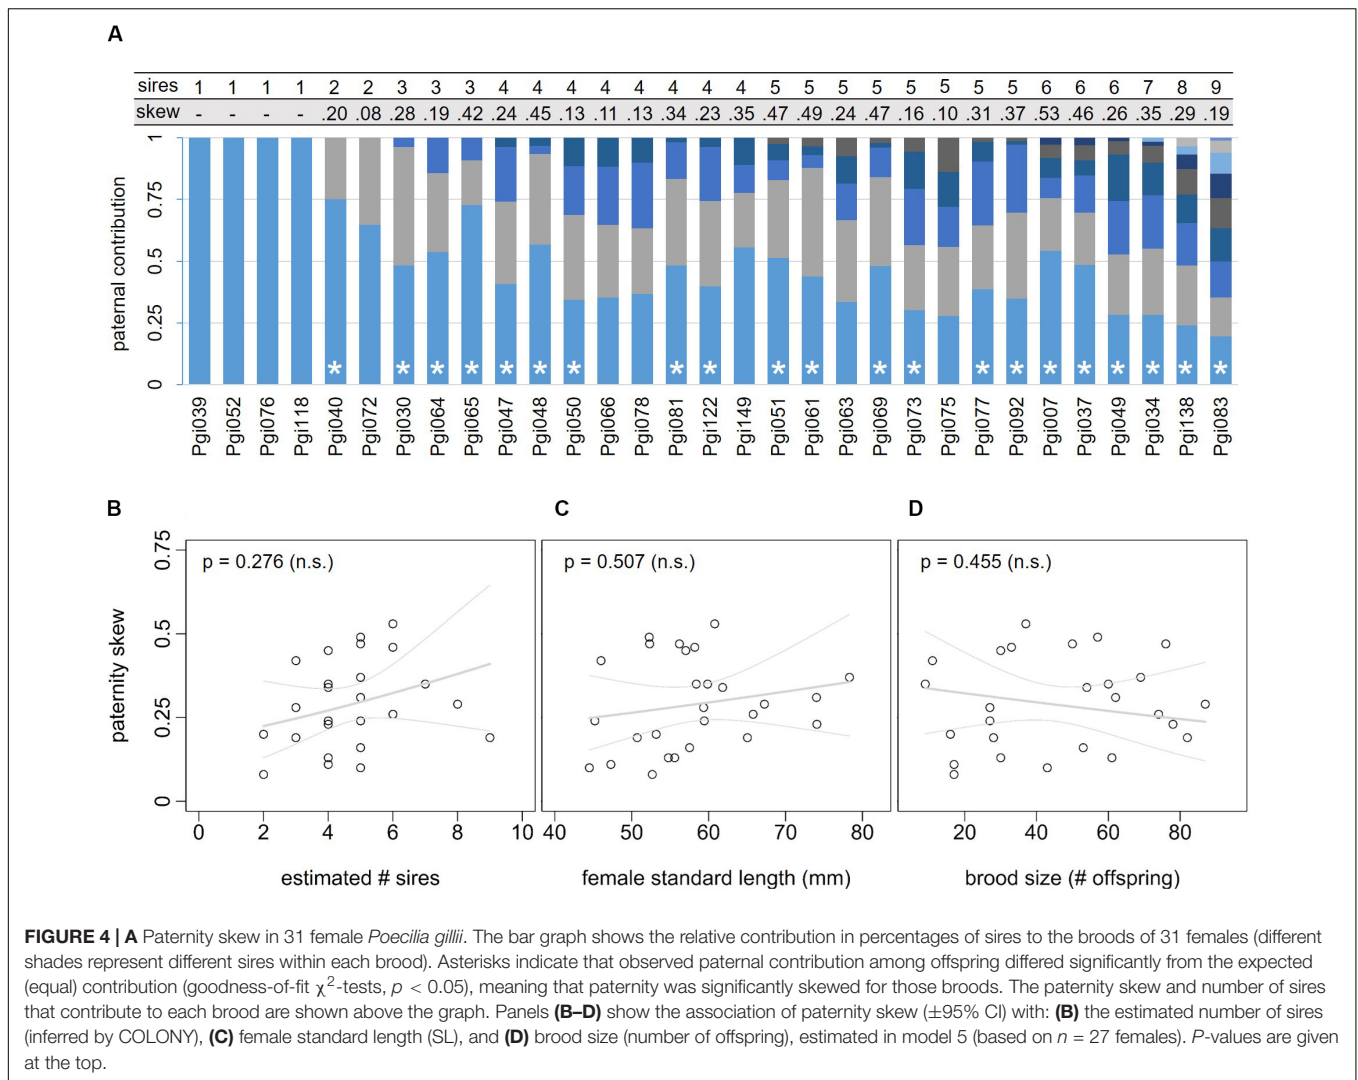 A
sires 1 1 1 1 2 2 3 3 3 4 4 4 4 4 4 4 4 5 5 5 5 5 5 5 5 6 6 6 7 8 9
skew - - - - .20 .08 .28 .19 .42 .24 .45 .13 .11 .13 .34 .23 .35 .47 .49 .24 .47 .16 .10 .31 .37 .53 .46 .26 .35 .29 .19
paternal contribution
1
0.75
0.5
0.25
0
* * * * * * * * * * * * * * * * * * * * *
Pgi039 Pgi052 Pgi076 Pgi118 Pgi040 Pgi072 Pgi030 Pgi064 Pgi065 Pgi047 Pgi048 Pgi050 Pgi066 Pgi078 Pgi081 Pgi122 Pgi149 Pgi051 Pgi061 Pgi063 Pgi069 Pgi073 Pgi075 Pgi077 Pgi092 Pgi007 Pgi037 Pgi049 Pgi034 Pgi138 Pgi083
B
paternity skew
0.75
0.5
0.25
0
p = 0.276 (n.s.)
0 2 4 6 8 10
estimated # sires
C
p = 0.507 (n.s.)
40 50 60 70 80
female standard length (mm)
D
p = 0.455 (n.s.)
20 40 60 80
brood size (# offspring)
FIGURE 4 | A Paternity skew in 31 female Poecilia gillii. The bar graph shows the relative contribution in percentages of sires to the broods of 31 females (different
shades represent different sires within each brood). Asterisks indicate that observed paternal contribution among offspring differed significantly from the expected
(equal) contribution (goodness-of-fit χ²-tests, p < 0.05), meaning that paternity was significantly skewed for those broods. The paternity skew and number of sires
that contribute to each brood are shown above the graph. Panels (B–D) show the association of paternity skew (±95% CI) with: (B) the estimated number of sires
(inferred by COLONY), (C) female standard length (SL), and (D) brood size (number of offspring), estimated in model 5 (based on n = 27 females). P-values are given
at the top.